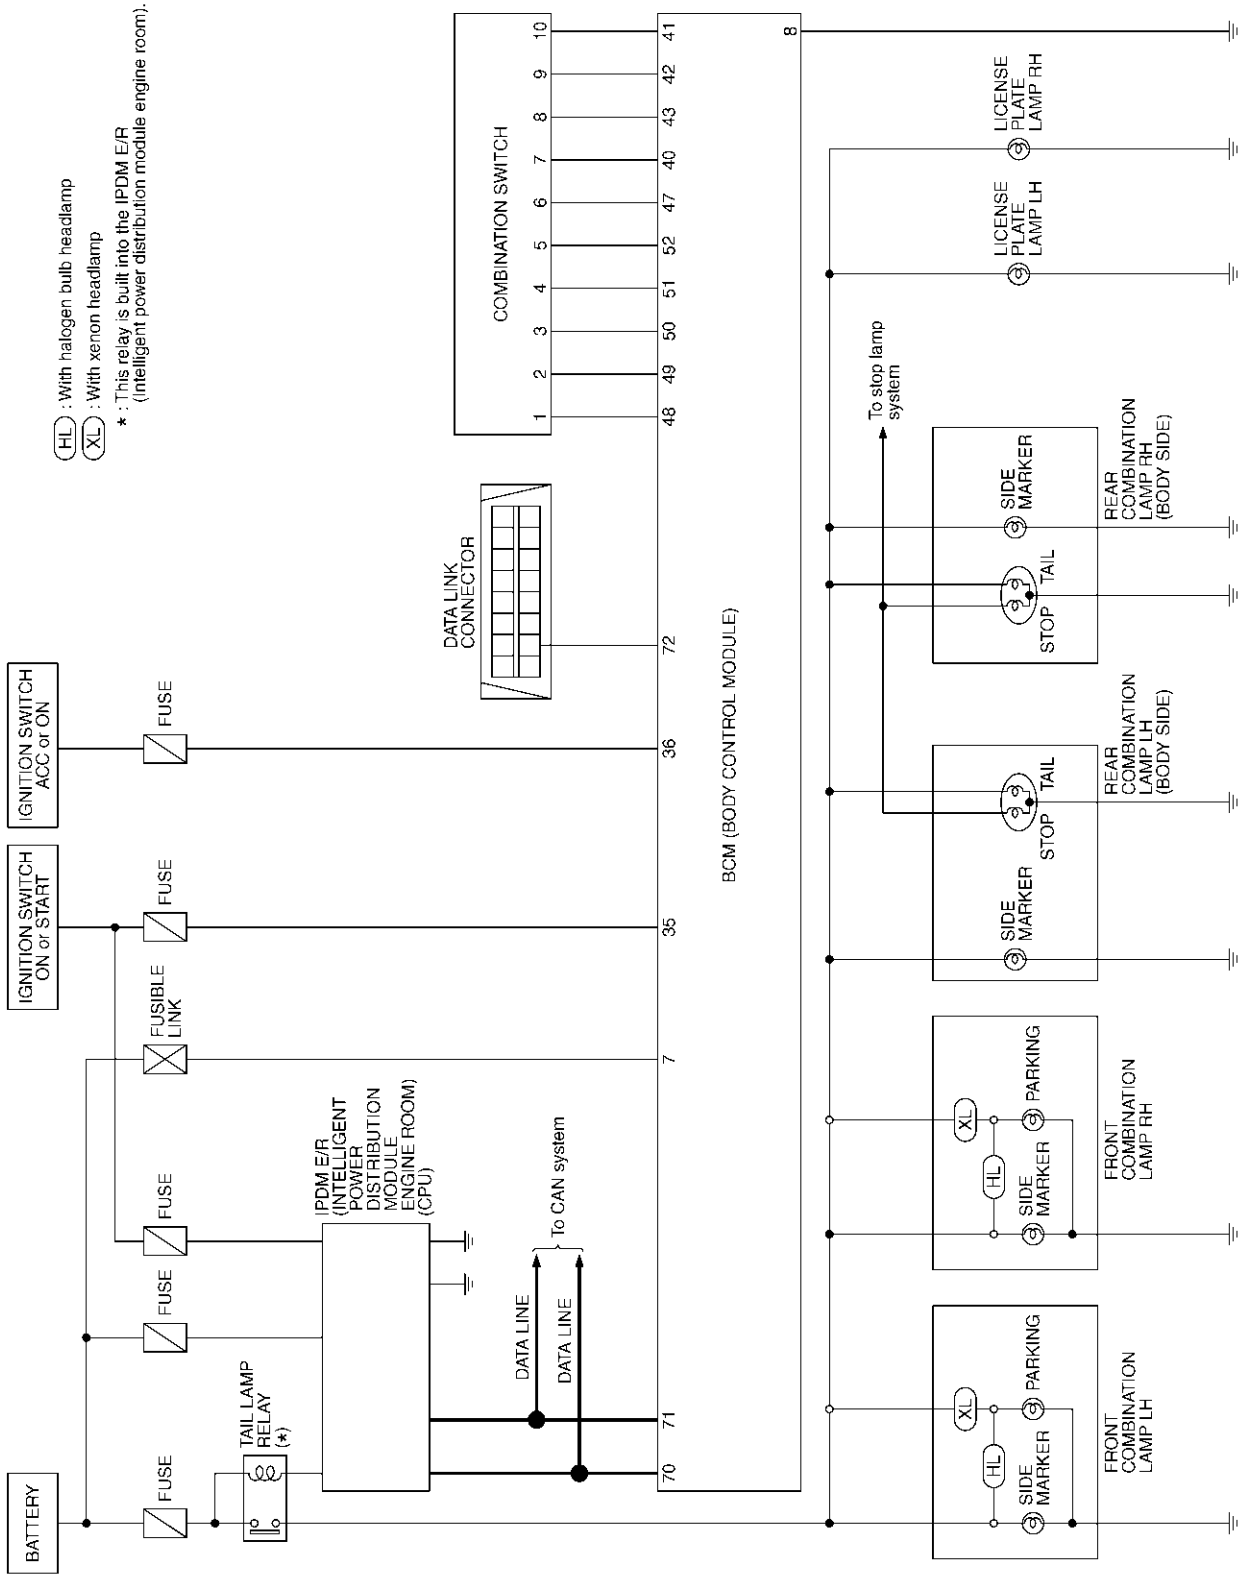 BATTERY
IGNITION SWITCH
ON or START
IGNITION SWITCH
ACC or ON
HL : With halogen bulb headlamp
XL : With xenon headlamp
* : This relay is built into the IPDM E/R
(Intelligent power distribution module engine room).
FUSE
FUSE
FUSE
FUSIBLE
LINK
FUSE
FUSE
TAIL LAMP
RELAY
(*)
IPDM E/R
(INTELLIGENT
POWER
DISTRIBUTION
MODULE
ENGINE ROOM)
(CPU)
DATA LINE
DATA LINE
To CAN system
DATA LINK
CONNECTOR
COMBINATION SWITCH
1 2 3 4 5 6 7 8 9 10
70 71 7 35 36 72 48 49 50 51 52 47 40 43 42 41
BCM (BODY CONTROL MODULE)
8
To stop lamp
system
XL
HL
SIDE
MARKER
PARKING
FRONT
COMBINATION
LAMP LH
XL
HL
SIDE
MARKER
PARKING
FRONT
COMBINATION
LAMP RH
SIDE
MARKER
STOP
TAIL
REAR
COMBINATION
LAMP LH
(BODY SIDE)
STOP
TAIL
SIDE
MARKER
REAR
COMBINATION
LAMP RH
(BODY SIDE)
LICENSE
PLATE
LAMP LH
LICENSE
PLATE
LAMP RH